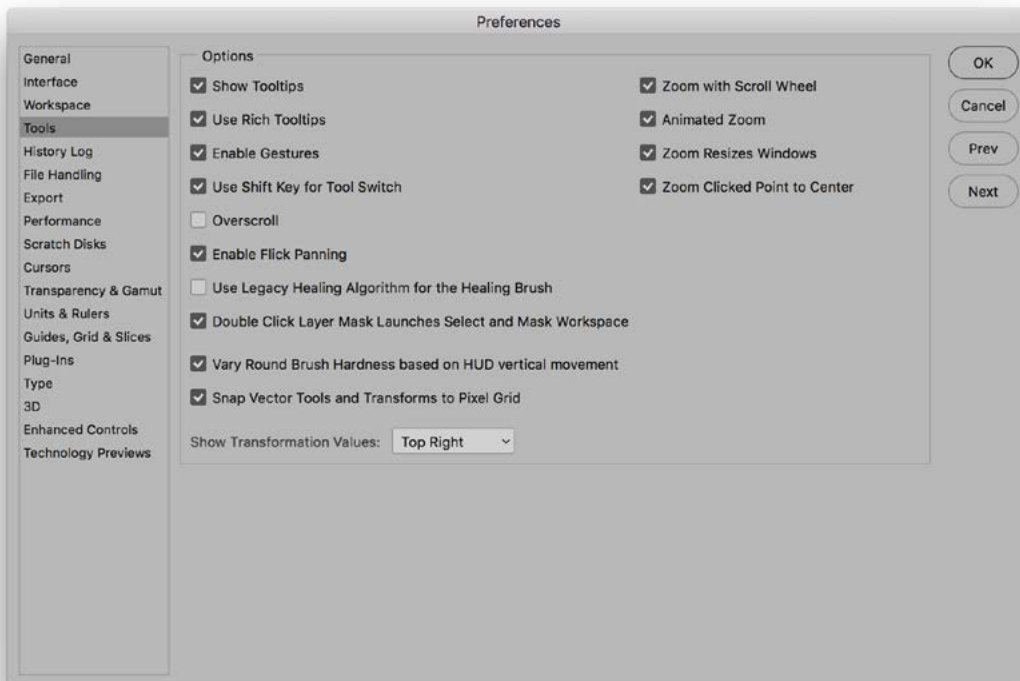 Preferences
General
Interface
Workspace
Tools
History Log
File Handling
Export
Performance
Scratch Disks
Cursors
Transparency & Gamut
Units & Rulers
Guides, Grid & Slices
Plug-Ins
Type
3D
Enhanced Controls
Technology Previews
Options
Show Tooltips
Use Rich Tooltips
Enable Gestures
Use Shift Key for Tool Switch
Overscroll
Enable Flick Panning
Use Legacy Healing Algorithm for the Healing Brush
Double Click Layer Mask Launches Select and Mask Workspace
Vary Round Brush Hardness based on HUD vertical movement
Snap Vector Tools and Transforms to Pixel Grid
Show Transformation Values: Top Right
Zoom with Scroll Wheel
Animated Zoom
Zoom Resizes Windows
Zoom Clicked Point to Center
OK
Cancel
Prev
Next